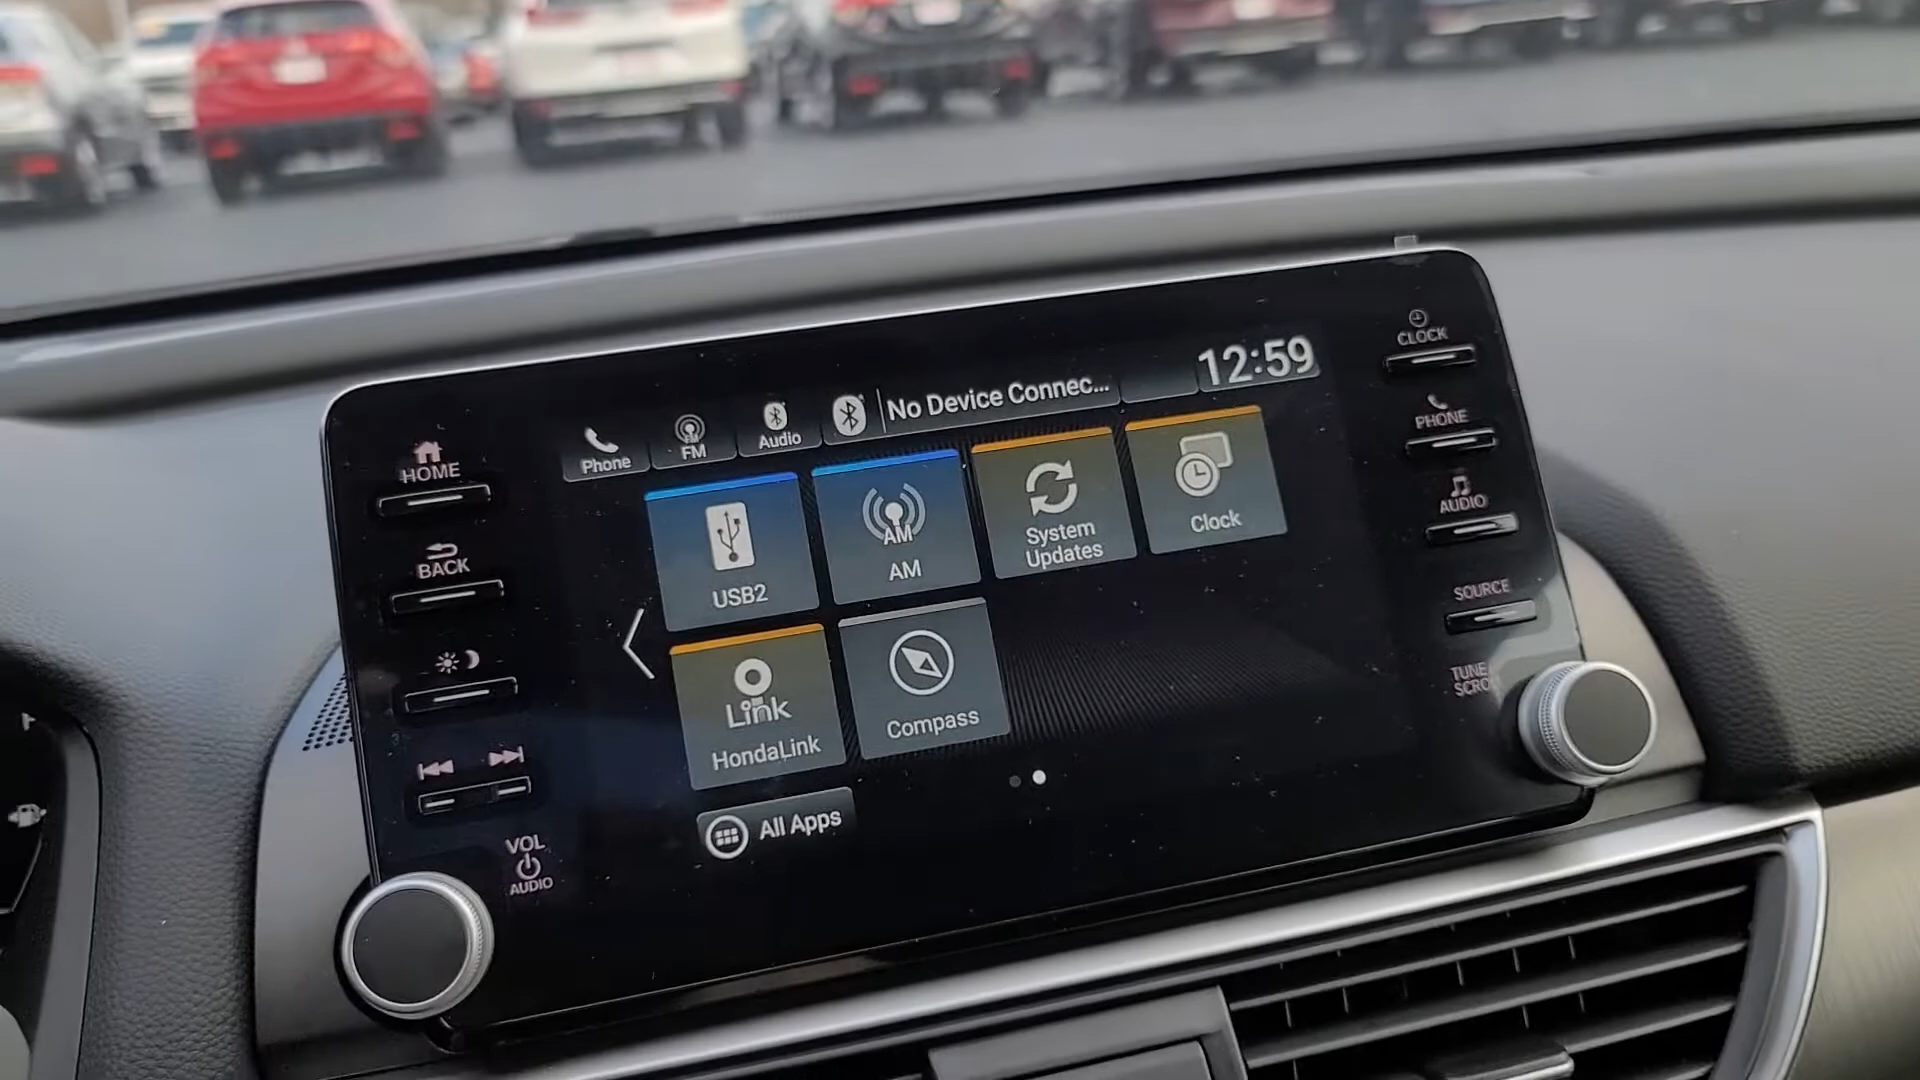 CLOCK
12:59
No Device Connec...
Phone
FM
Audio
HOME
PHONE
USB2
AM
AM
System
Updates
Clock
AUDIO
BACK
SOURCE
Link
HondaLink
Compass
TUNE
SCRO
All Apps
VOL
AUDIO